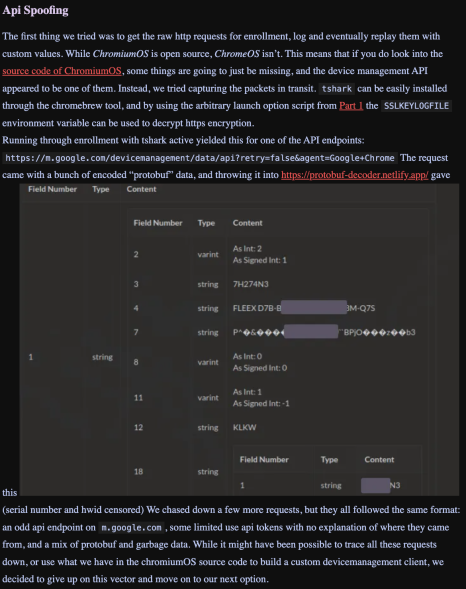 Api Spoofing
The first thing we tried was to get the raw http requests for enrollment, log and eventually replay them with
custom values. While ChromiumOS is open source, ChromeOS isn't. This means that if you do look into the
source code of ChromiumOS, some things are going to just be missing, and the device management API
appeared to be one of them. Instead, we tried capturing the packets in transit. tshark can be easily installed
through the chromebrew tool, and by using the arbitrary launch option script from Part 1 the SSLKEYLOGFILE
environment variable can be used to decrypt https encryption.
Running through enrollment with tshark active yielded this for one of the API endpoints:
https://m.google.com/devicemanagement/data/api?retry=false&agent=Google+Chrome The request
came with a bunch of encoded "protobuf" data, and throwing it into https://protobuf-decoder.netlify.app/ gave
Field Number Type Content
Field Number Type Content
2 varint As Int: 2
As Signed Int: 1
3 string 7H274N3
4 string FLEEX D7B-B M-Q75
7 string
8 varint As Int: 0
As Signed Int: 0
1 string
11 varint As Int: 1
As Signed Int: -1
12 string KLKW
Field Number Type Content
18 string
1 string N3
this
(serial number and hwid censored) We chased down a few more requests, but they all followed the same format:
an odd api endpoint on m.google.com, some limited use api tokens with no explanation of where they came
from, and a mix of protobuf and garbage data. While it might have been possible to trace all these requests
down, or use what we have in the chromiumOS source code to build a custom devicemanagement client, we
decided to give up on this vector and move on to our next option.